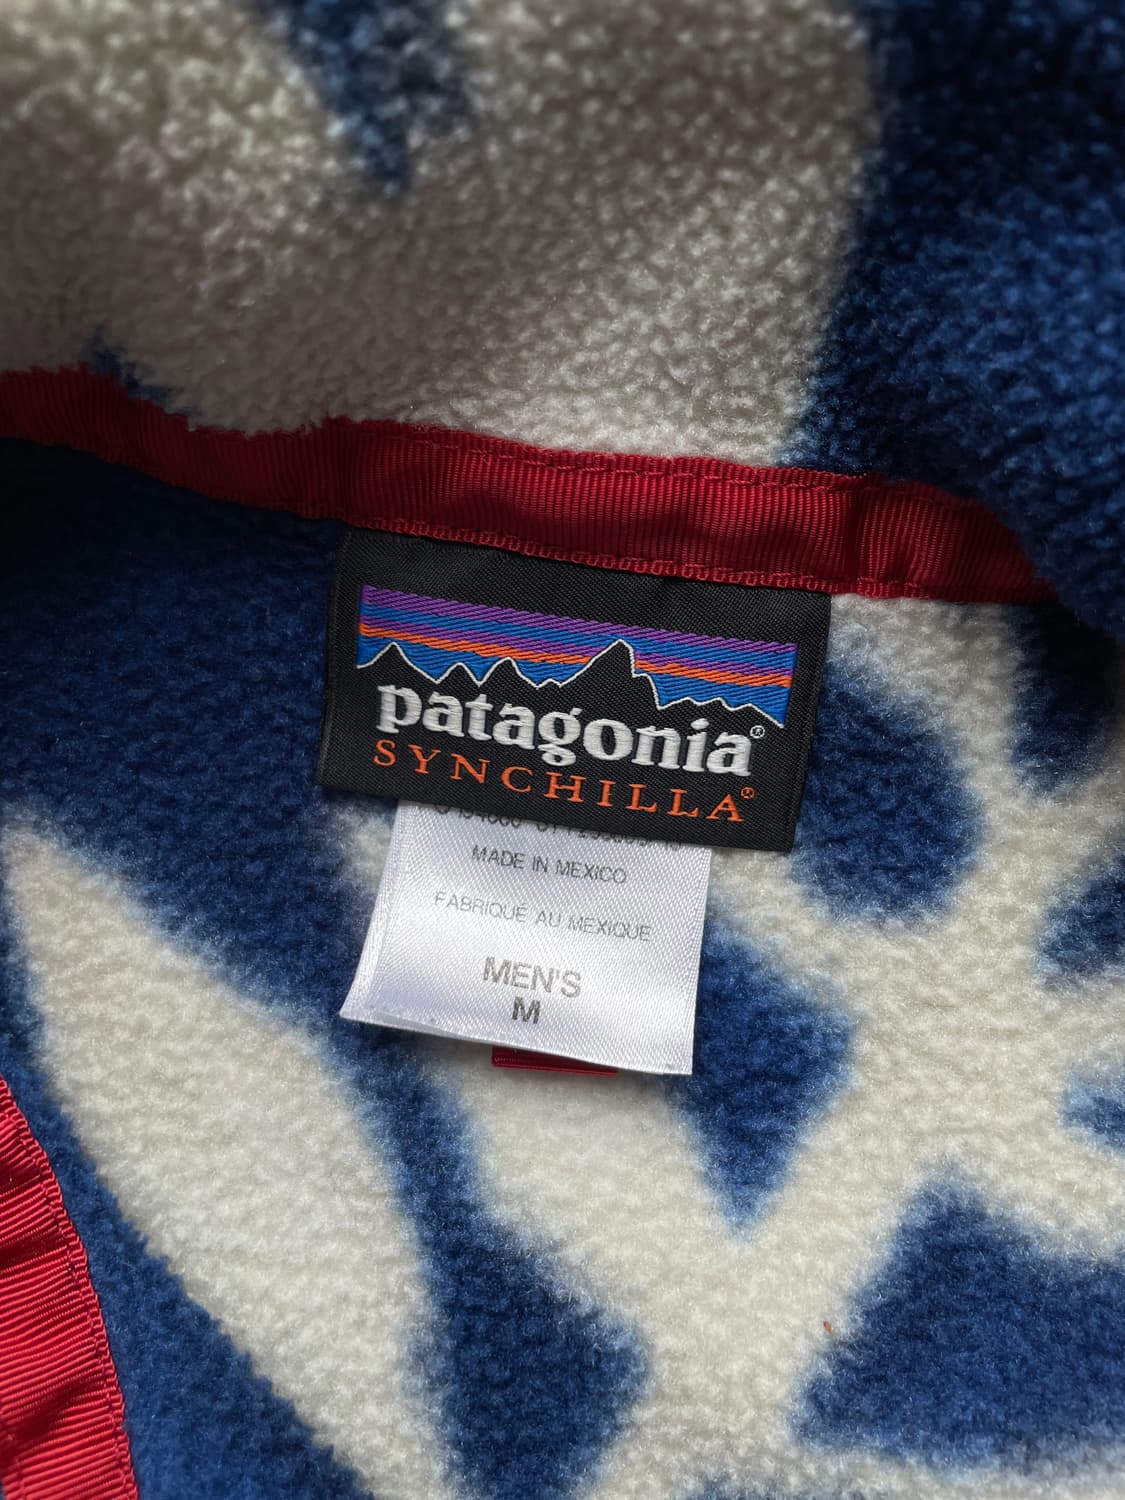 patagonia®
SYNCHILLA®
MADE IN MEXICO
FABRIQUÉ AU MEXIQUE
MEN'S
M